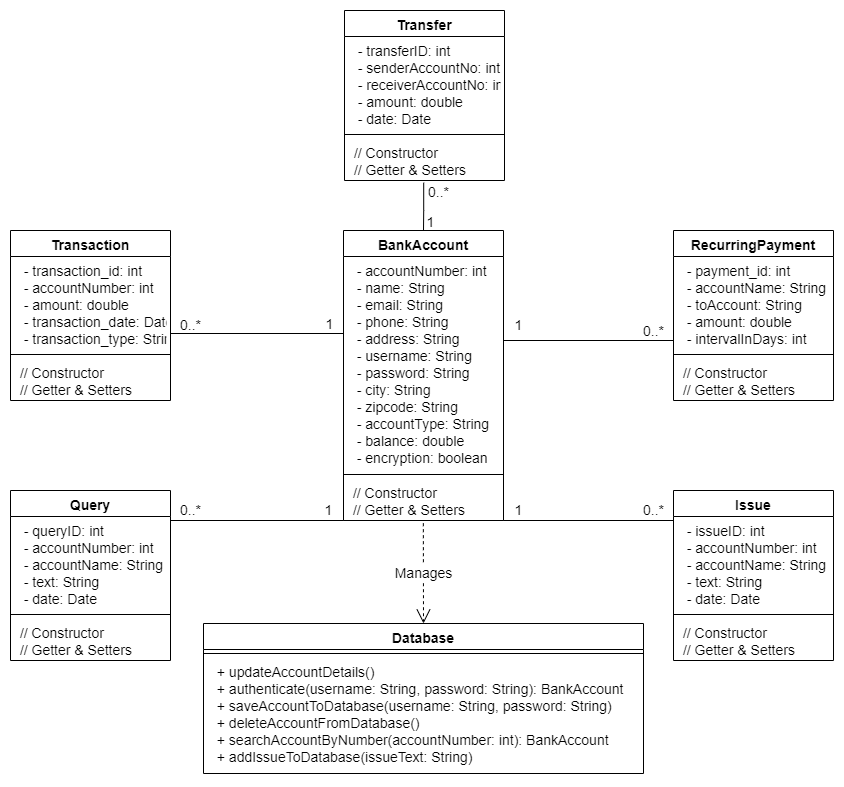 Transfer
- transferID: int
- senderAccountNo: int
- receiverAccountNo: ir
- amount: double
- date: Date
// Constructor
// Getter & Setters
0..*
1
Transaction
- transaction_id: int
- accountNumber: int
- amount: double
- transaction_date: Dat
- transaction_type: Stri
// Constructor
// Getter & Setters
0..*
1
BankAccount
- accountNumber: int
- name: String
- email: String
- phone: String
- address: String
- username: String
- password: String
- city: String
- zipcode: String
- accountType: String
- balance: double
- encryption: boolean
// Constructor
// Getter & Setters
1
0..*
RecurringPayment
- payment_id: int
- accountName: String
- toAccount: String
- amount: double
- intervalInDays: int
// Constructor
// Getter & Setters
Query
- queryID: int
- accountNumber: int
- accountName: String
- text: String
- date: Date
// Constructor
// Getter & Setters
0..*
1
1
0..*
Issue
- issueID: int
- accountNumber: int
- accountName: String
- text: String
- date: Date
// Constructor
// Getter & Setters
Manages
Database
+ updateAccountDetails()
+ authenticate(username: String, password: String): BankAccount
+ saveAccountToDatabase(username: String, password: String)
+ deleteAccountFromDatabase()
+ searchAccountByNumber(accountNumber: int): BankAccount
+ addIssueToDatabase(issueText: String)